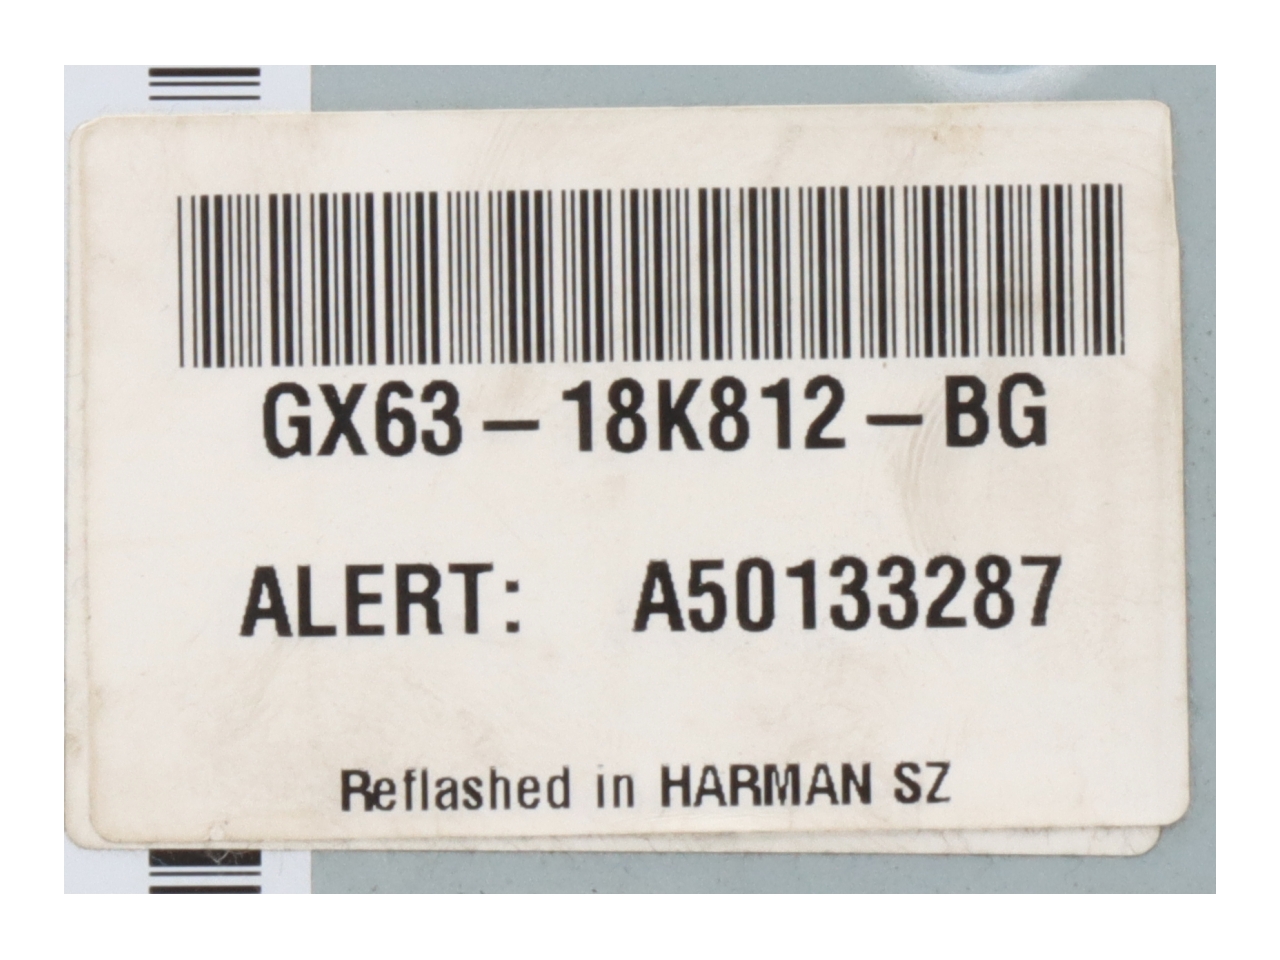 GX63-18K812-BG
ALERT: A50133287
Reflashed in HARMAN SZ